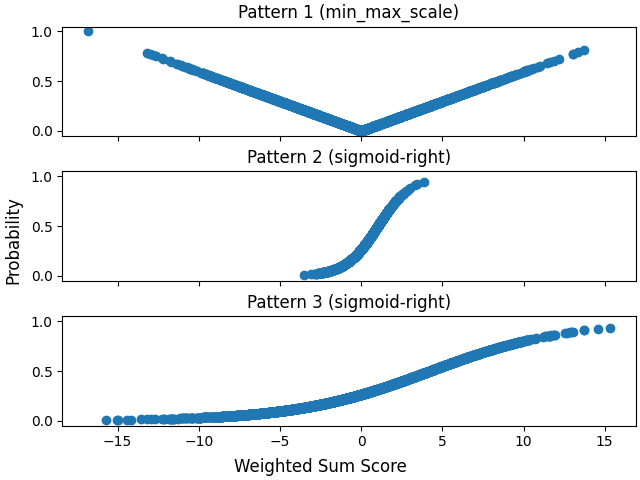 Pattern 1 (min_max_scale)
1.0
0.5
0.0
Pattern 2 (sigmoid-right)
1.0
0.5
0.0
Probability
Pattern 3 (sigmoid-right)
1.0
0.5
0.0
−15 −10 −5 0 5 10 15
Weighted Sum Score